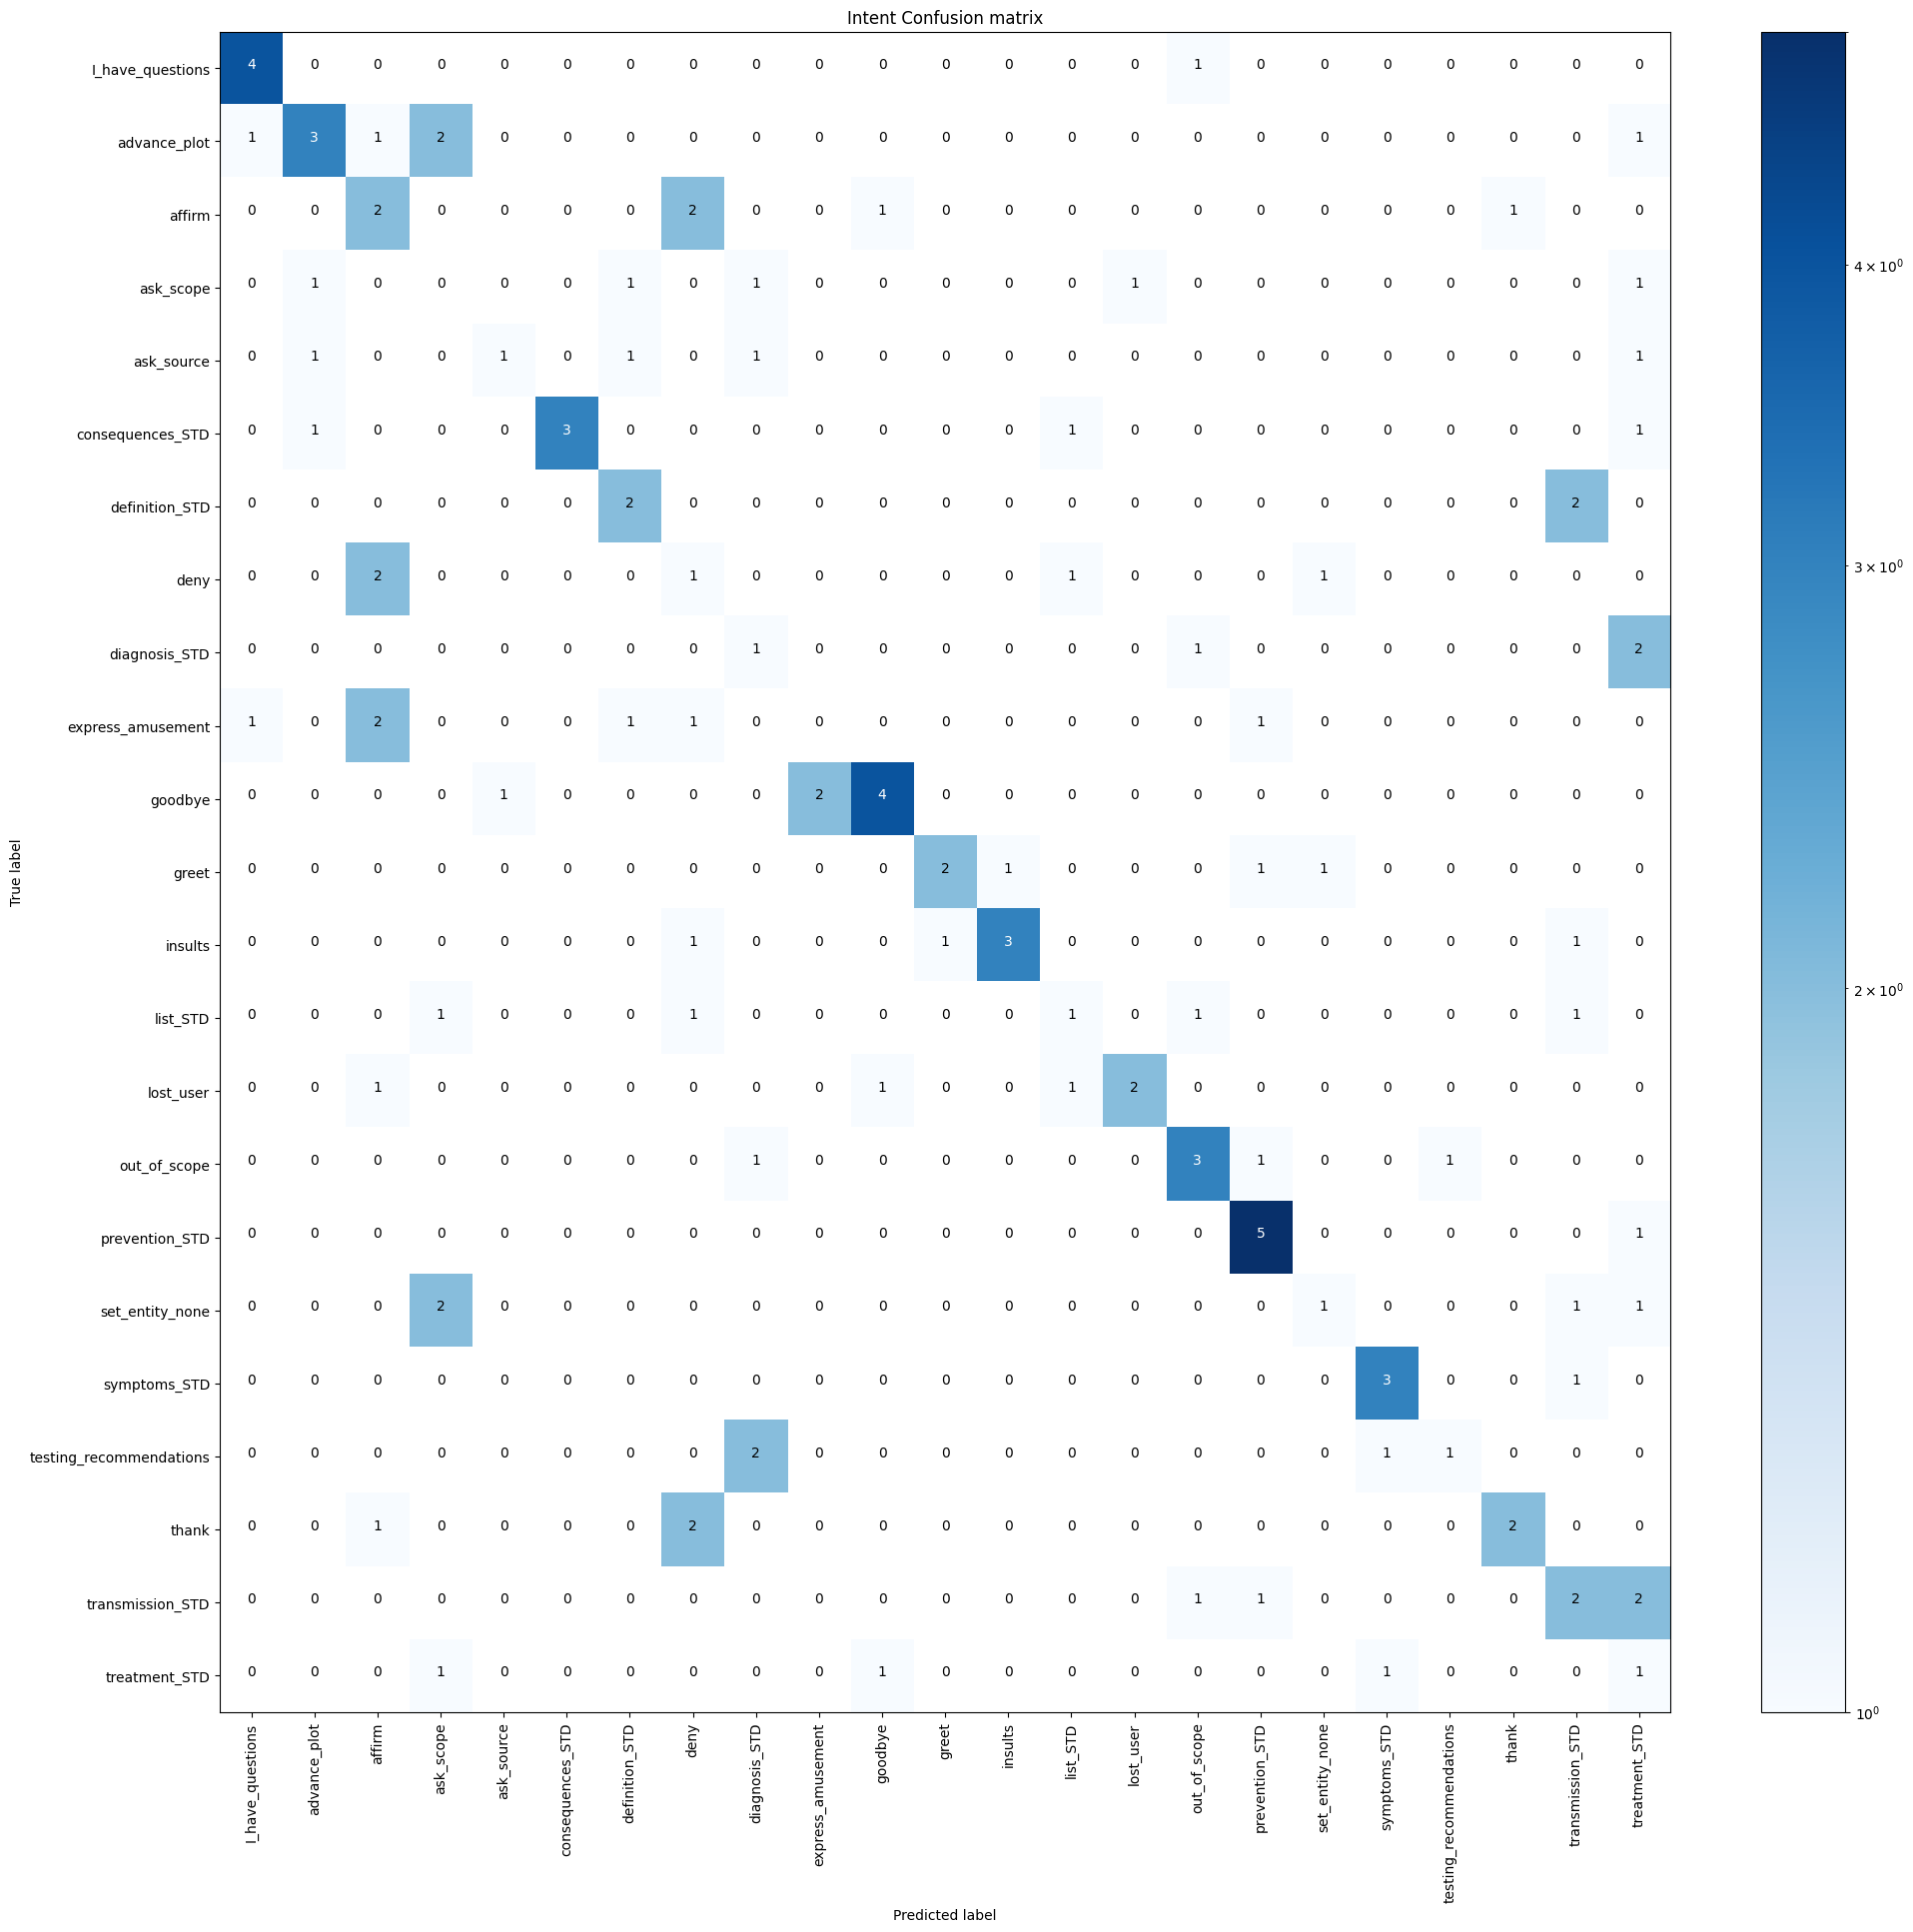 Intent Confusion matrix
I_have_questions 4 0 0 0 0 0 0 0 0 0 0 0 0 0 0 1 0 0 0 0 0 0 0
advance_plot 1 3 1 2 0 0 0 0 0 0 0 0 0 0 0 0 0 0 0 0 0 0 1
affirm 0 0 2 0 0 0 0 2 0 0 1 0 0 0 0 0 0 0 0 0 1 0 0
ask_scope 0 1 0 0 0 0 1 0 1 0 0 0 0 0 1 0 0 0 0 0 0 0 1
ask_source 0 1 0 0 1 0 1 0 1 0 0 0 0 0 0 0 0 0 0 0 0 0 1
consequences_STD 0 1 0 0 0 3 0 0 0 0 0 0 0 1 0 0 0 0 0 0 0 0 1
definition_STD 0 0 0 0 0 0 2 0 0 0 0 0 0 0 0 0 0 0 0 0 0 2 0
deny 0 0 2 0 0 0 0 1 0 0 0 0 0 1 0 0 0 1 0 0 0 0 0
diagnosis_STD 0 0 0 0 0 0 0 0 1 0 0 0 0 0 0 1 0 0 0 0 0 0 2
express_amusement 1 0 2 0 0 0 1 1 0 0 0 0 0 0 0 0 1 0 0 0 0 0 0
goodbye 0 0 0 0 1 0 0 0 0 2 4 0 0 0 0 0 0 0 0 0 0 0 0
greet 0 0 0 0 0 0 0 0 0 0 0 2 1 0 0 0 1 1 0 0 0 0 0
insults 0 0 0 0 0 0 0 1 0 0 0 1 3 0 0 0 0 0 0 0 0 1 0
list_STD 0 0 0 1 0 0 0 1 0 0 0 0 0 1 0 1 0 0 0 0 0 1 0
lost_user 0 0 1 0 0 0 0 0 0 0 1 0 0 1 2 0 0 0 0 0 0 0 0
out_of_scope 0 0 0 0 0 0 0 0 1 0 0 0 0 0 0 3 1 0 0 1 0 0 0
prevention_STD 0 0 0 0 0 0 0 0 0 0 0 0 0 0 0 0 5 0 0 0 0 0 1
set_entity_none 0 0 0 2 0 0 0 0 0 0 0 0 0 0 0 0 0 1 0 0 0 1 1
symptoms_STD 0 0 0 0 0 0 0 0 0 0 0 0 0 0 0 0 0 0 3 0 0 1 0
testing_recommendations 0 0 0 0 0 0 0 0 2 0 0 0 0 0 0 0 0 0 1 1 0 0 0
thank 0 0 1 0 0 0 0 2 0 0 0 0 0 0 0 0 0 0 0 0 2 0 0
transmission_STD 0 0 0 0 0 0 0 0 0 0 0 0 0 0 0 1 1 0 0 0 0 2 2
treatment_STD 0 0 0 1 0 0 0 0 0 0 1 0 0 0 0 0 0 0 1 0 0 0 1
True label
I_have_questions
advance_plot
affirm
ask_scope
ask_source
consequences_STD
definition_STD
deny
diagnosis_STD
express_amusement
goodbye
greet
insults
list_STD
lost_user
out_of_scope
prevention_STD
set_entity_none
symptoms_STD
testing_recommendations
thank
transmission_STD
treatment_STD
Predicted label
4 × 10⁰
3 × 10⁰
2 × 10⁰
10⁰